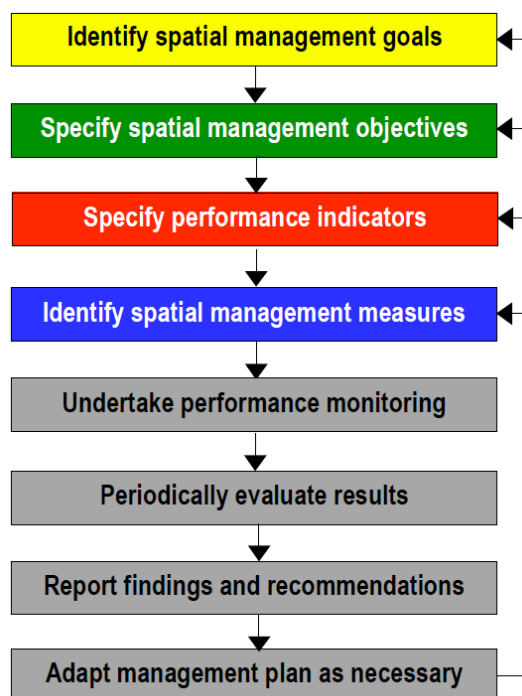 Identify spatial management goals
Specify spatial management objectives
Specify performance indicators
Identify spatial management measures
Undertake performance monitoring
Periodically evaluate results
Report findings and recommendations
Adapt management plan as necessary